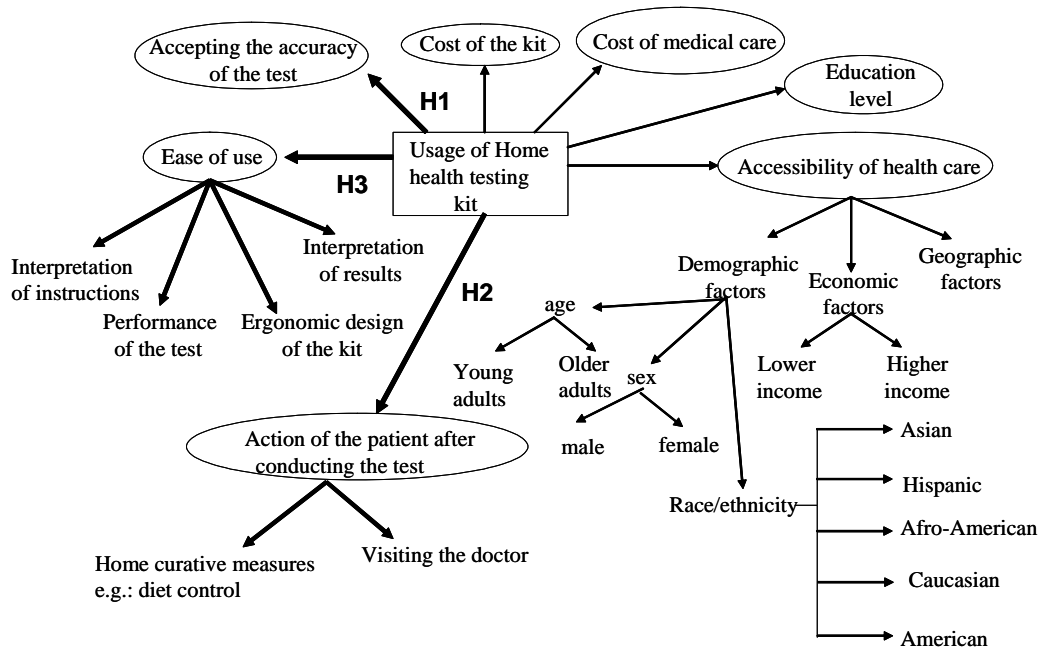 Accepting the accuracy
of the test
Cost of the kit
Cost of medical care
Education
level
H1
Ease of use
H3
Usage of Home
health testing
kit
Accessibility of health care
Interpretation
of instructions
Interpretation
of results
H2
Performance
of the test
Ergonomic design
of the kit
Demographic
factors
Economic
factors
Geographic
factors
age
Young
adults
Older
adults
sex
male
female
Lower
income
Higher
income
Action of the patient after
conducting the test
Home curative measures
e.g.: diet control
Visiting the doctor
Race/ethnicity
Asian
Hispanic
Afro-American
Caucasian
American